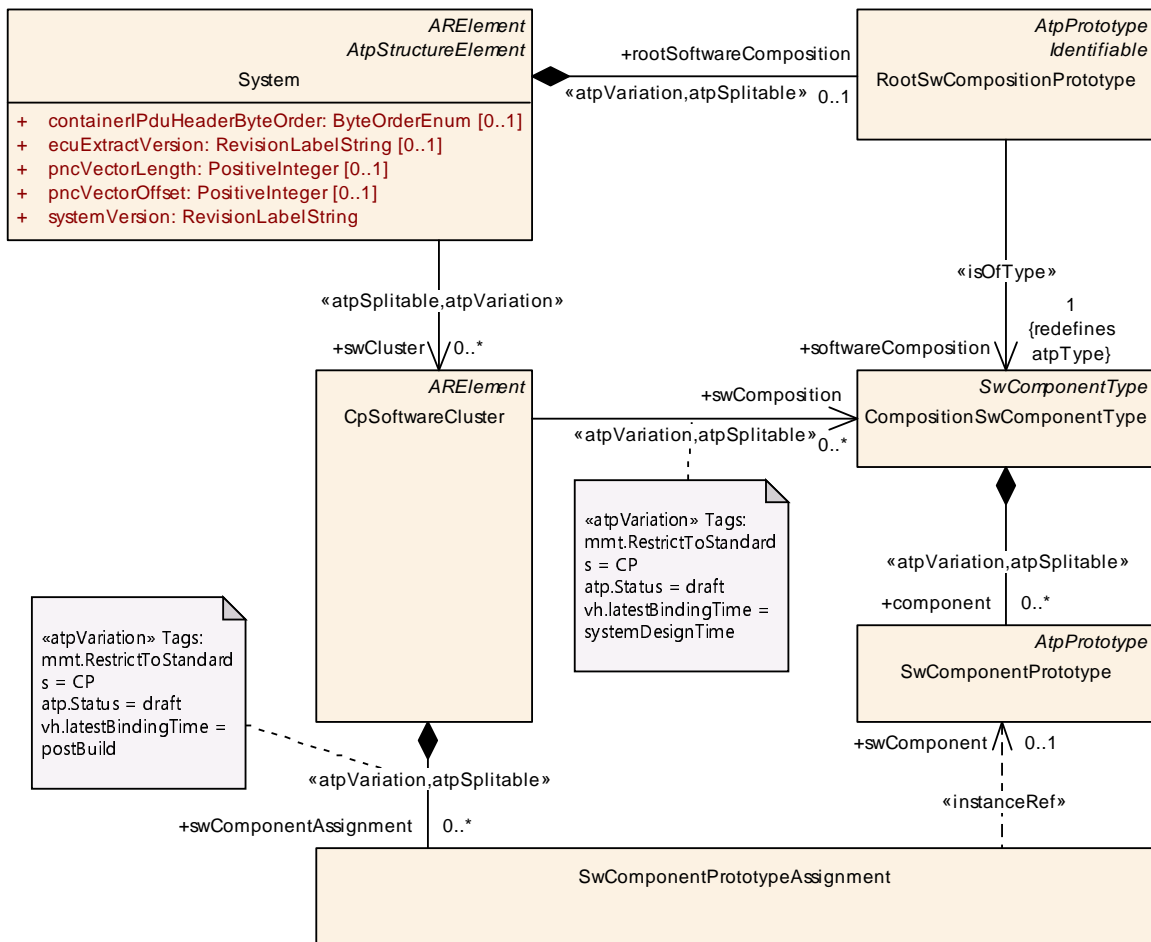 ARElement
AtpStructureElement
System
+ containerIPduHeaderByteOrder: ByteOrderEnum [0..1]
+ ecuExtractVersion: RevisionLabelString [0..1]
+ pncVectorLength: PositiveInteger [0..1]
+ pncVectorOffset: PositiveInteger [0..1]
+ systemVersion: RevisionLabelString
+rootSoftwareComposition
«atpVariation,atpSplitable» 0..1
AtpPrototype
Identifiable
RootSwCompositionPrototype
«isOfType»
1
{redefines
atpType}
+softwareComposition
«atpSplitable,atpVariation»
+swCluster 0..*
ARElement
CpSoftwareCluster
+swComposition
«atpVariation,atpSplitable» 0..*
SwComponentType
CompositionSwComponentType
«atpVariation» Tags:
mmt.RestrictToStandard
s = CP
atp.Status = draft
vh.latestBindingTime =
systemDesignTime
«atpVariation,atpSplitable»
+component 0..*
«atpVariation» Tags:
mmt.RestrictToStandard
s = CP
atp.Status = draft
vh.latestBindingTime =
postBuild
AtpPrototype
SwComponentPrototype
+swComponent 0..1
«atpVariation,atpSplitable»
«instanceRef»
+swComponentAssignment 0..*
SwComponentPrototypeAssignment